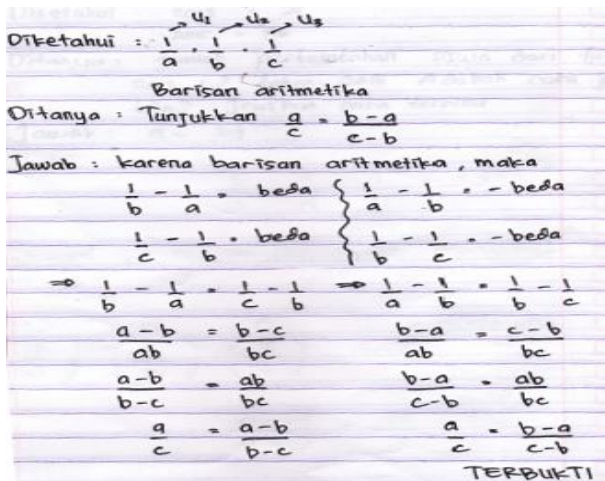 U1 U2 U3
Diketahui : 1/a , 1/b , 1/c
Barisan aritmetika
Ditanya : Tunjukkan a/c = b-a/c-b
Jawab : karena barisan aritmetika, maka
1/b - 1/a = beda { 1/a - 1/b = - beda
1/c - 1/b = beda { 1/b - 1/c = - beda
⇒ 1/b - 1/a = 1/c - 1/b ⇒ 1/a - 1/b = 1/b - 1/c
a-b/ab = b-c/bc b-a/ab = c-b/bc
a-b/b-c = ab/bc b-a/c-b = ab/bc
a/c = a-b/b-c a/c = b-a/c-b
TERBUKTI